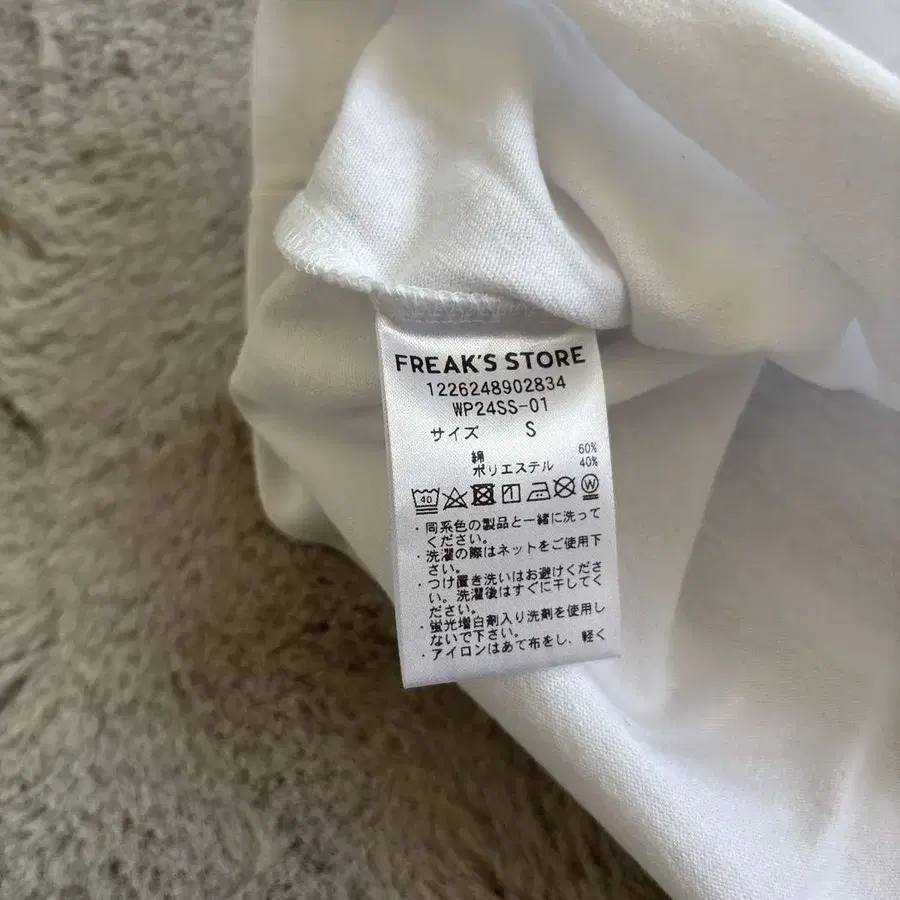 FREAK'S STORE
1226248902834
WP24SS-01
サイズ S
綿 60%
ポリエステル 40%
40 W
・同系色の製品と一緒に洗って
ください。
・洗濯の際はネットをご使用下
さい。
・つけ置き洗いはお避けくださ
い。洗濯後はすぐに干してく
ださい。
・蛍光増白剤入り洗剤を使用し
ないで下さい。
・アイロンはあて布をし、軽く